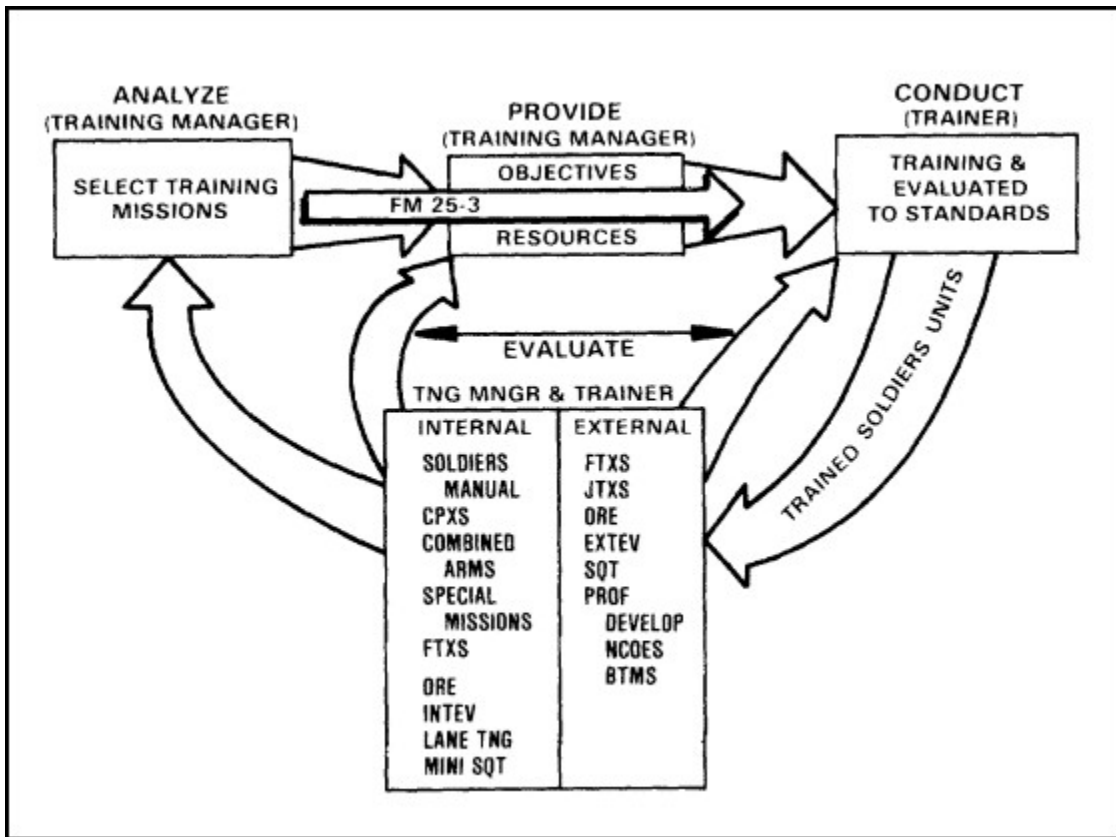 ANALYZE
(TRAINING MANAGER)
SELECT TRAINING
MISSIONS
PROVIDE
(TRAINING MANAGER)
OBJECTIVES
FM 25-3
RESOURCES
CONDUCT
(TRAINER)
TRAINING &
EVALUATED
TO STANDARDS
TRAINED SOLDIERS UNITS
EVALUATE
TNG MNGR & TRAINER
INTERNAL
SOLDIERS
MANUAL
CPXS
COMBINED
ARMS
SPECIAL
MISSIONS
FTXS
ORE
INTEV
LANE TNG
MINI SQT
EXTERNAL
FTXS
JTXS
ORE
EXTEV
SQT
PROF
DEVELOP
NCOES
BTMS